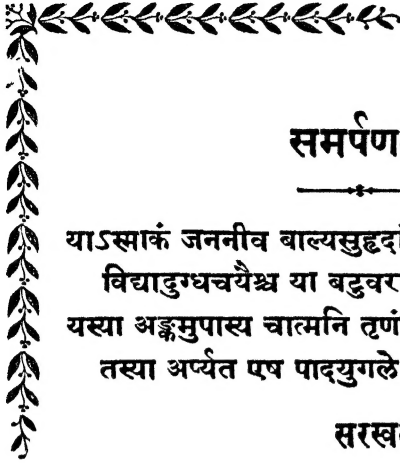 समर्पण
याऽस्माकं जननीव बाल्यसुहृदां
विद्यादुग्धचयैश्च या बटुवर
यस्या अङ्कमुपास्य चात्मनि तृणं
तस्या अर्प्यत एष पादयुगले
सरस्व